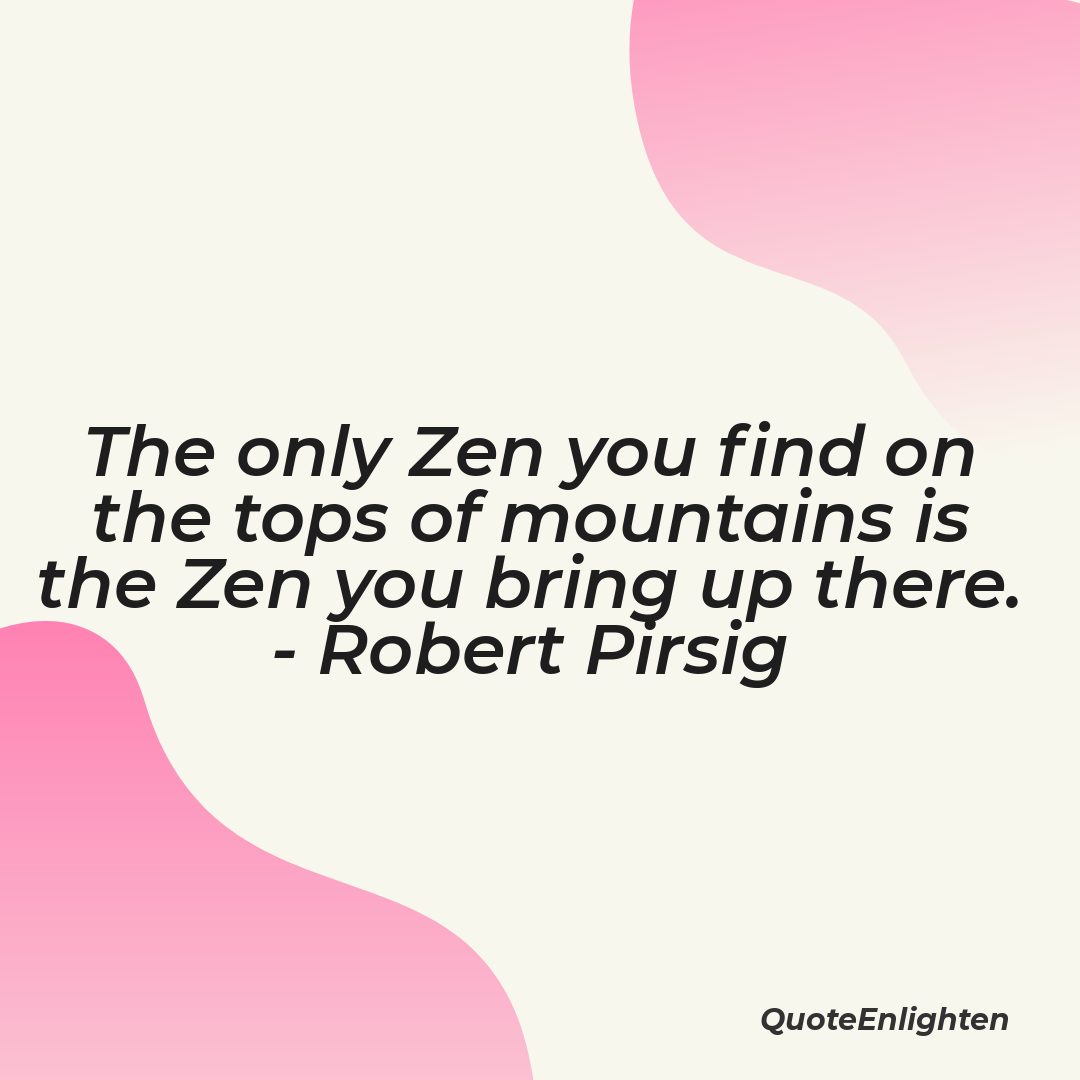 The only Zen you find on
the tops of mountains is
the Zen you bring up there.
- Robert Pirsig
QuoteEnlighten